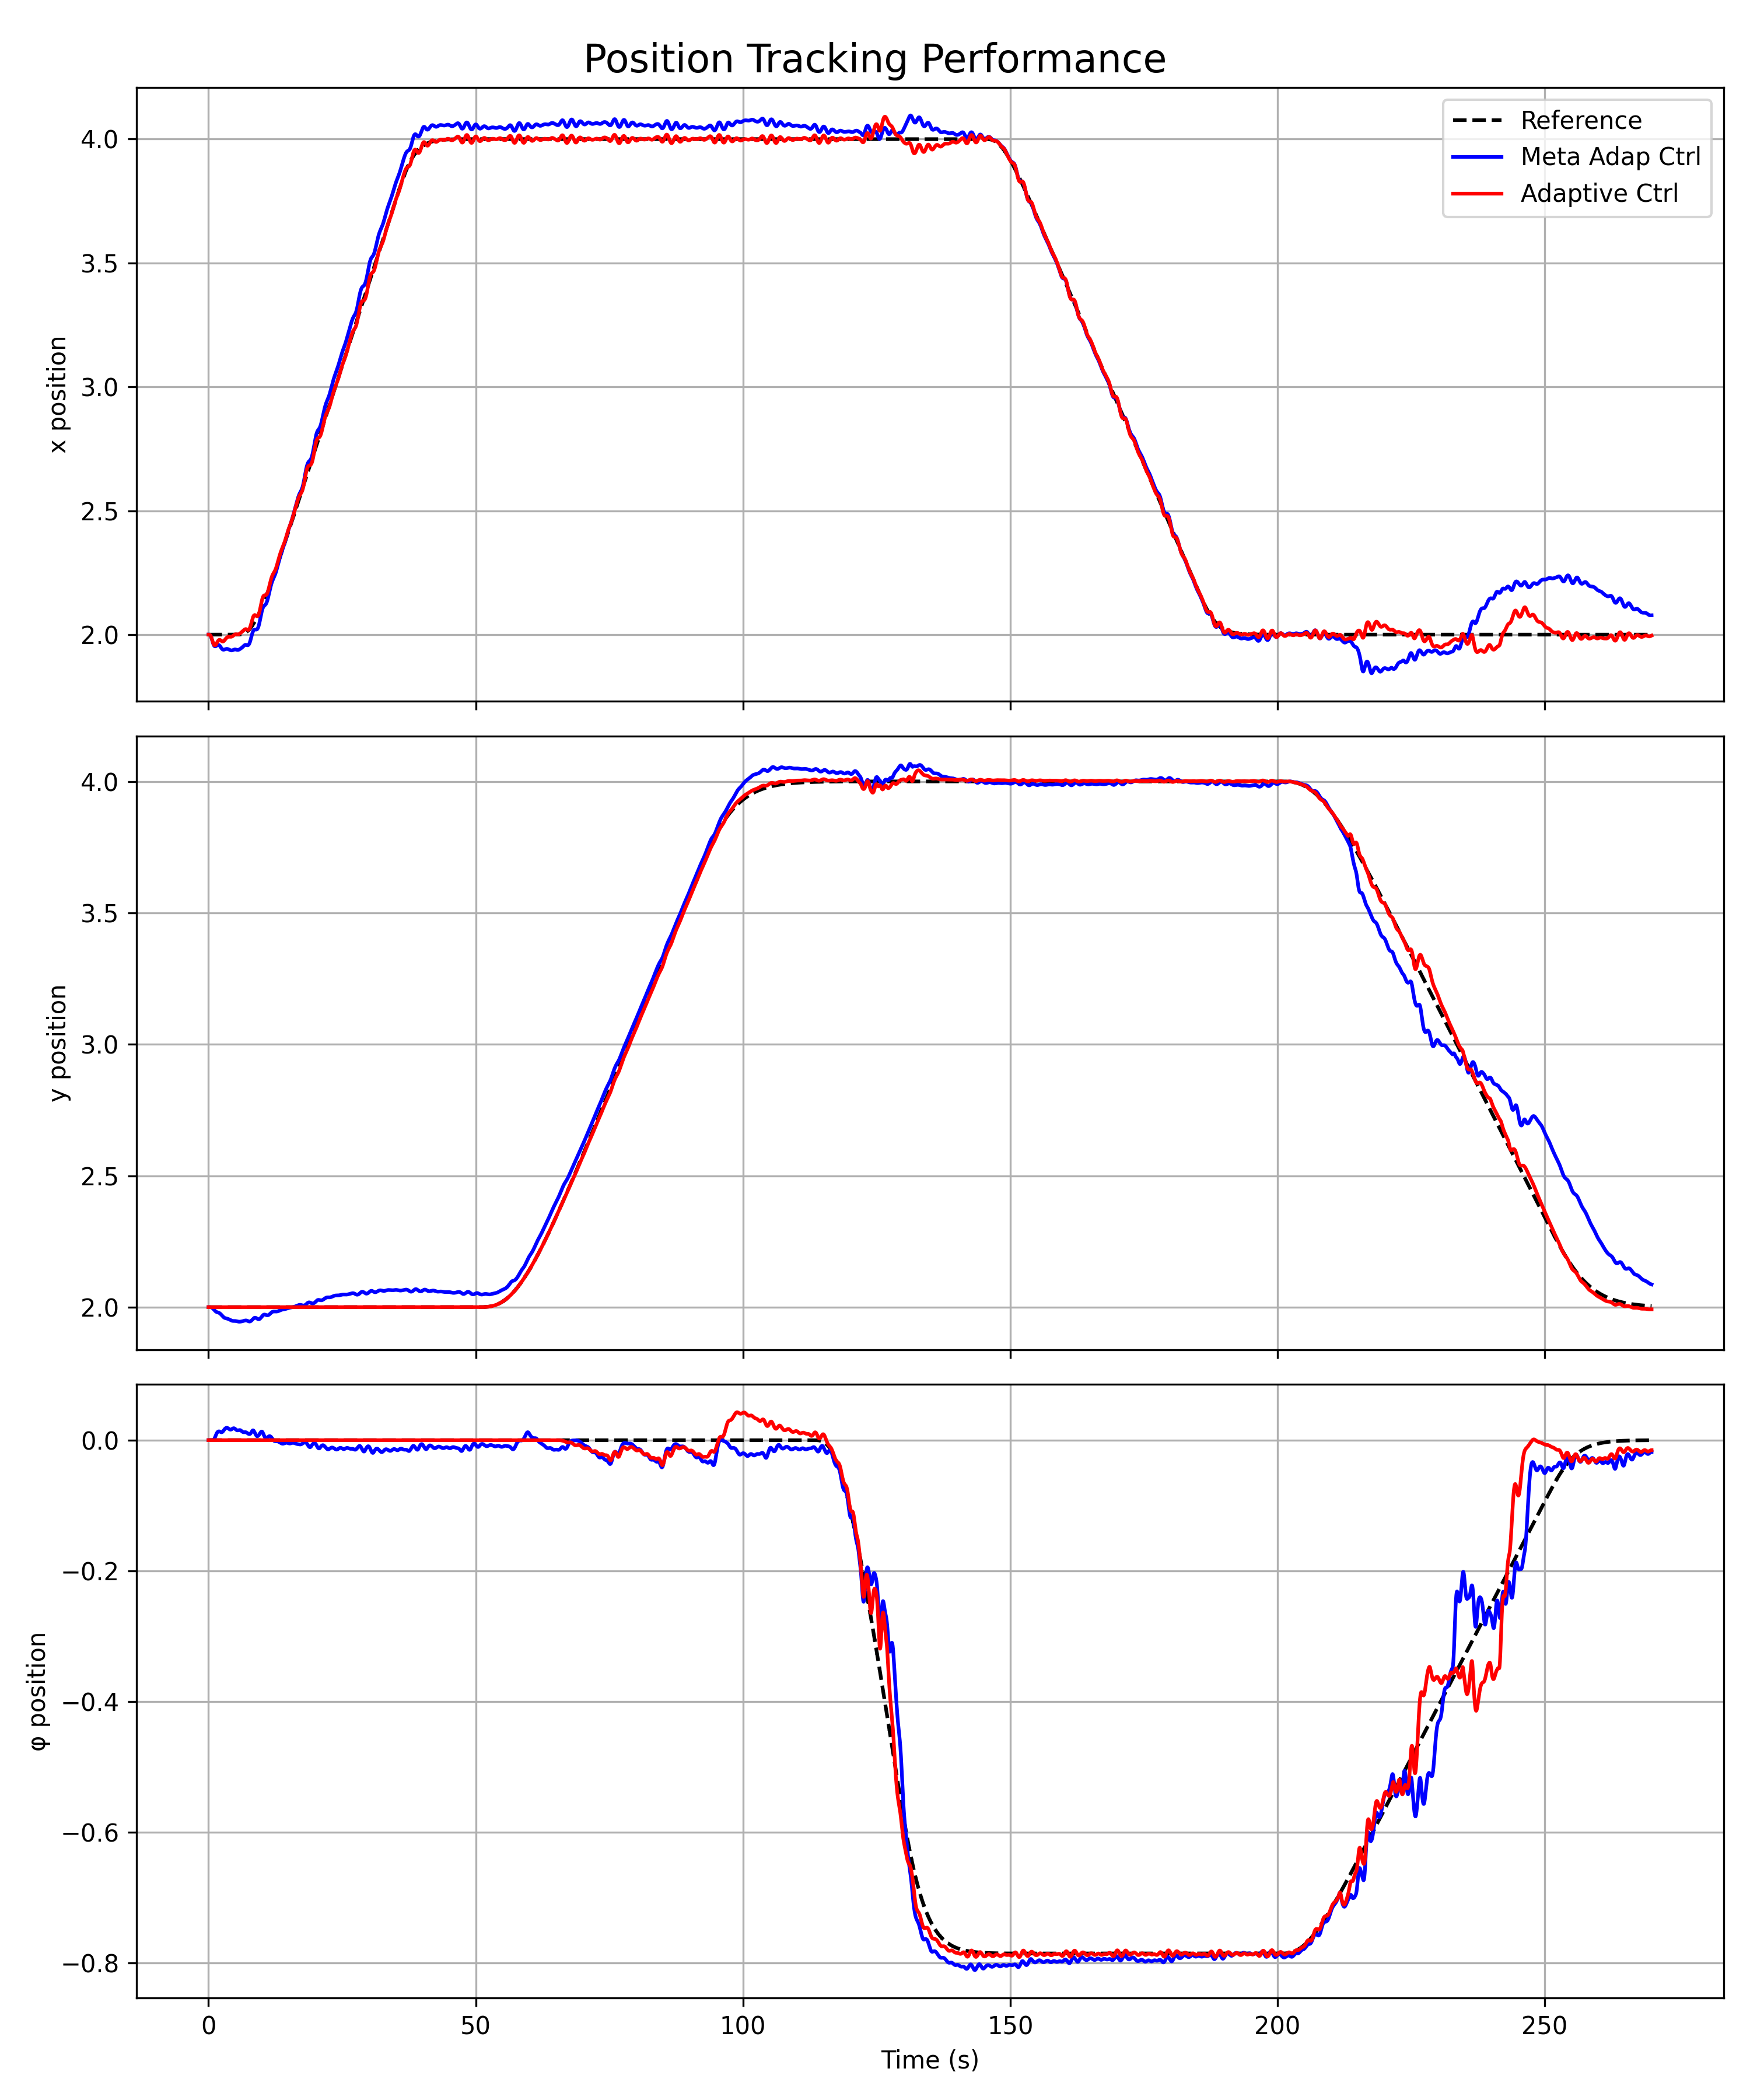 Position Tracking Performance
4.0
3.5
3.0
2.5
2.0
x position
Reference
Meta Adap Ctrl
Adaptive Ctrl
4.0
3.5
3.0
2.5
2.0
y position
0.0
−0.2
−0.4
−0.6
−0.8
φ position
0 50 100 150 200 250
Time (s)